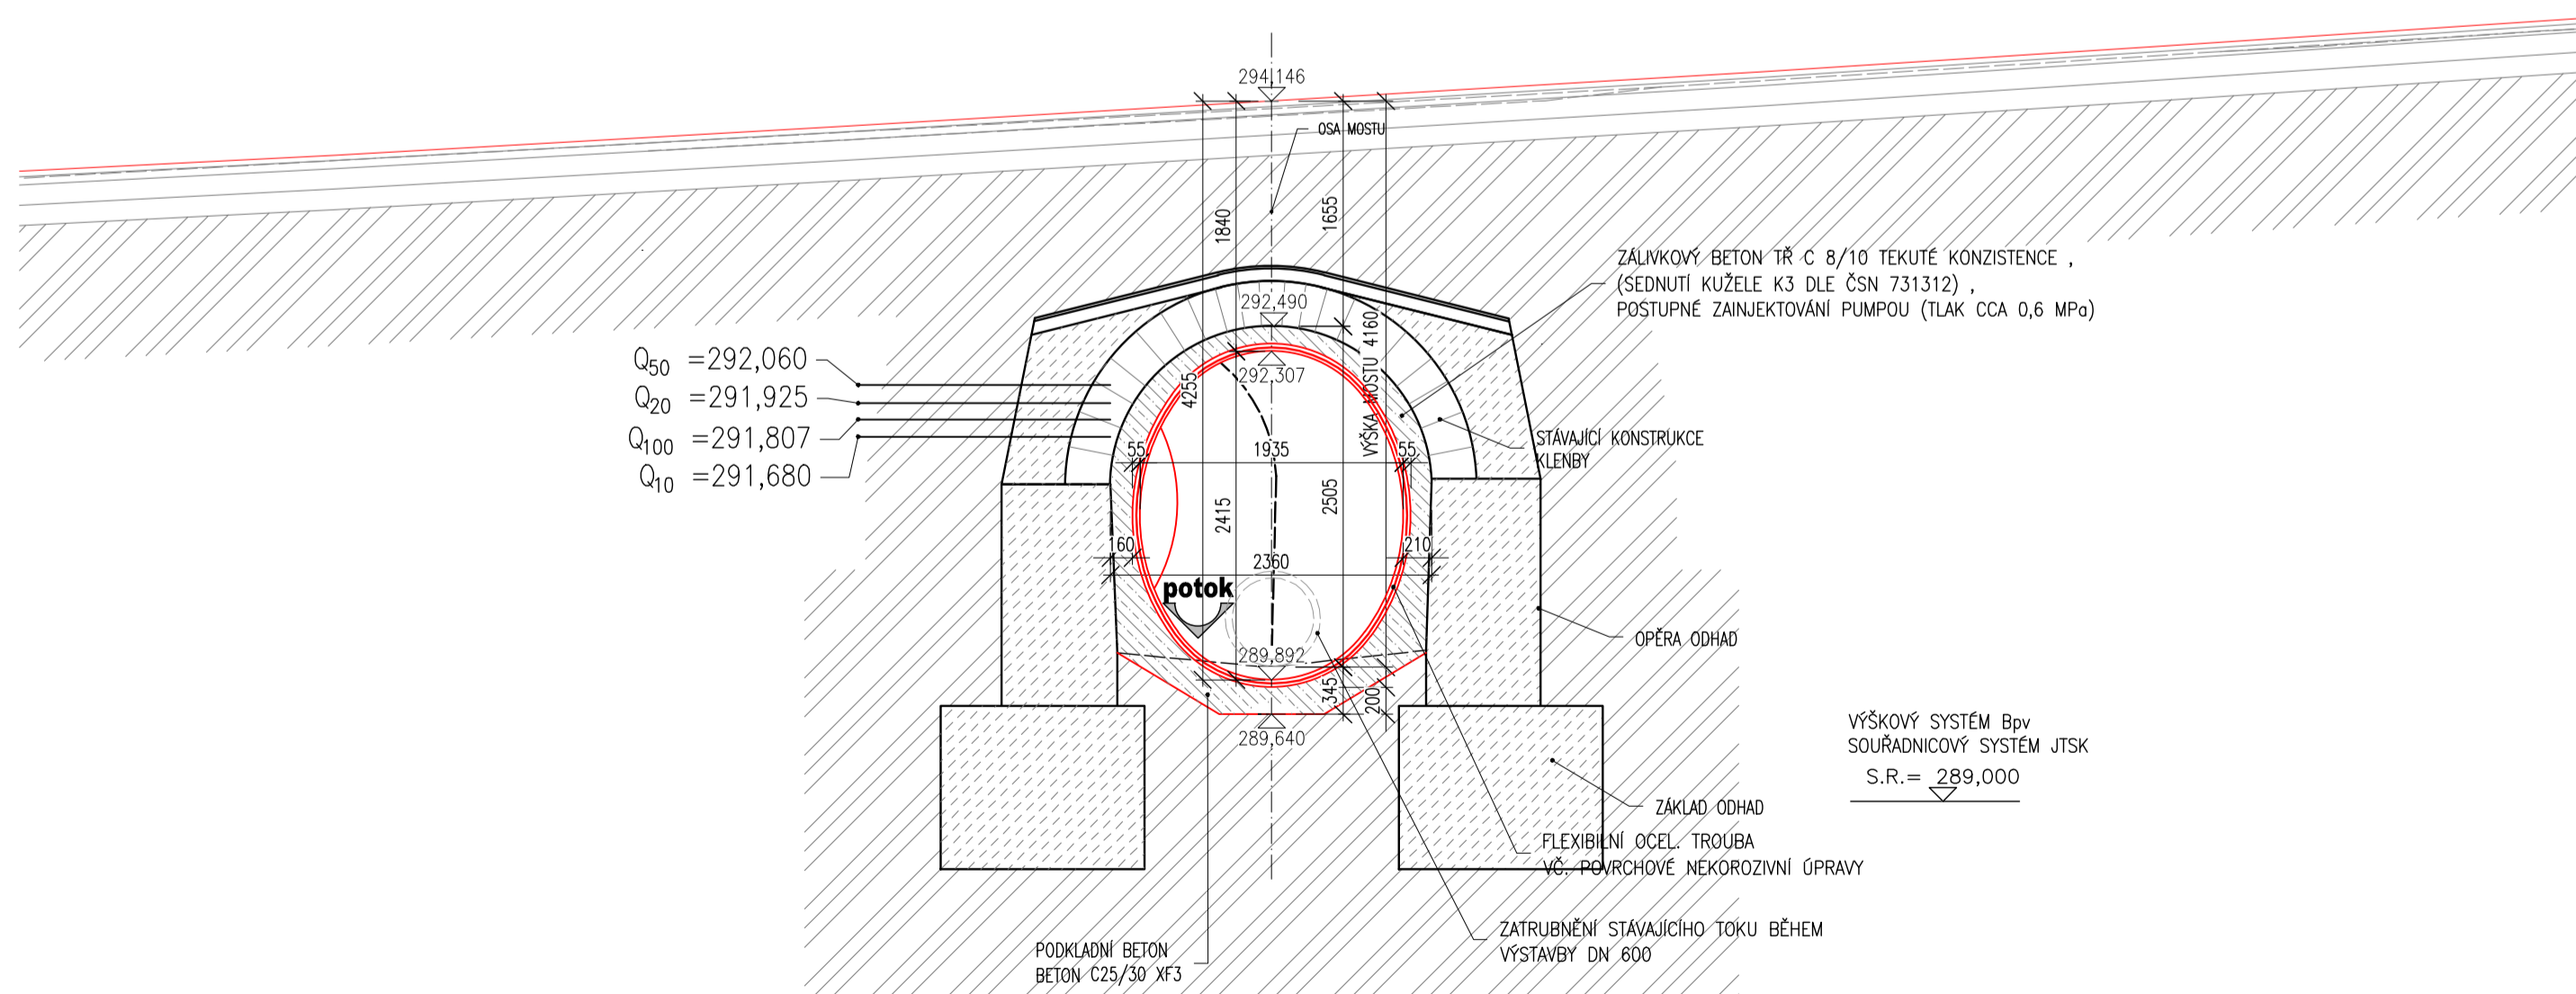 294,146
OSA MOSTU
1840
1655
ZÁLIVKOVÝ BETON TŘ C 8/10 TEKUTÉ KONZISTENCE ,
(SEDNUTÍ KUŽELE K3 DLE ČSN 731312) ,
POSTUPNÉ ZAINJEKTOVÁNÍ PUMPOU (TLAK CCA 0,6 MPa)
292,490
Q50 =292,060
Q20 =291,925
Q100 =291,807
Q10 =291,680
292,307
4255
VÝŠKA MOSTU 4160
STÁVAJÍCÍ KONSTRUKCE
KLENBY
55
1935
55
2415
2505
160
2360
210
potok
OPĚRA ODHAD
289,892
345
200
289,640
VÝŠKOVÝ SYSTÉM Bpv
SOUŘADNICOVÝ SYSTÉM JTSK
S.R.= 289,000
ZÁKLAD ODHAD
FLEXIBILNÍ OCEL. TROUBA
VČ. POVRCHOVÉ NEKOROZIVNÍ ÚPRAVY
ZATRUBNĚNÍ STÁVAJÍCÍHO TOKU BĚHEM
VÝSTAVBY DN 600
PODKLADNÍ BETON
BETON C25/30 XF3